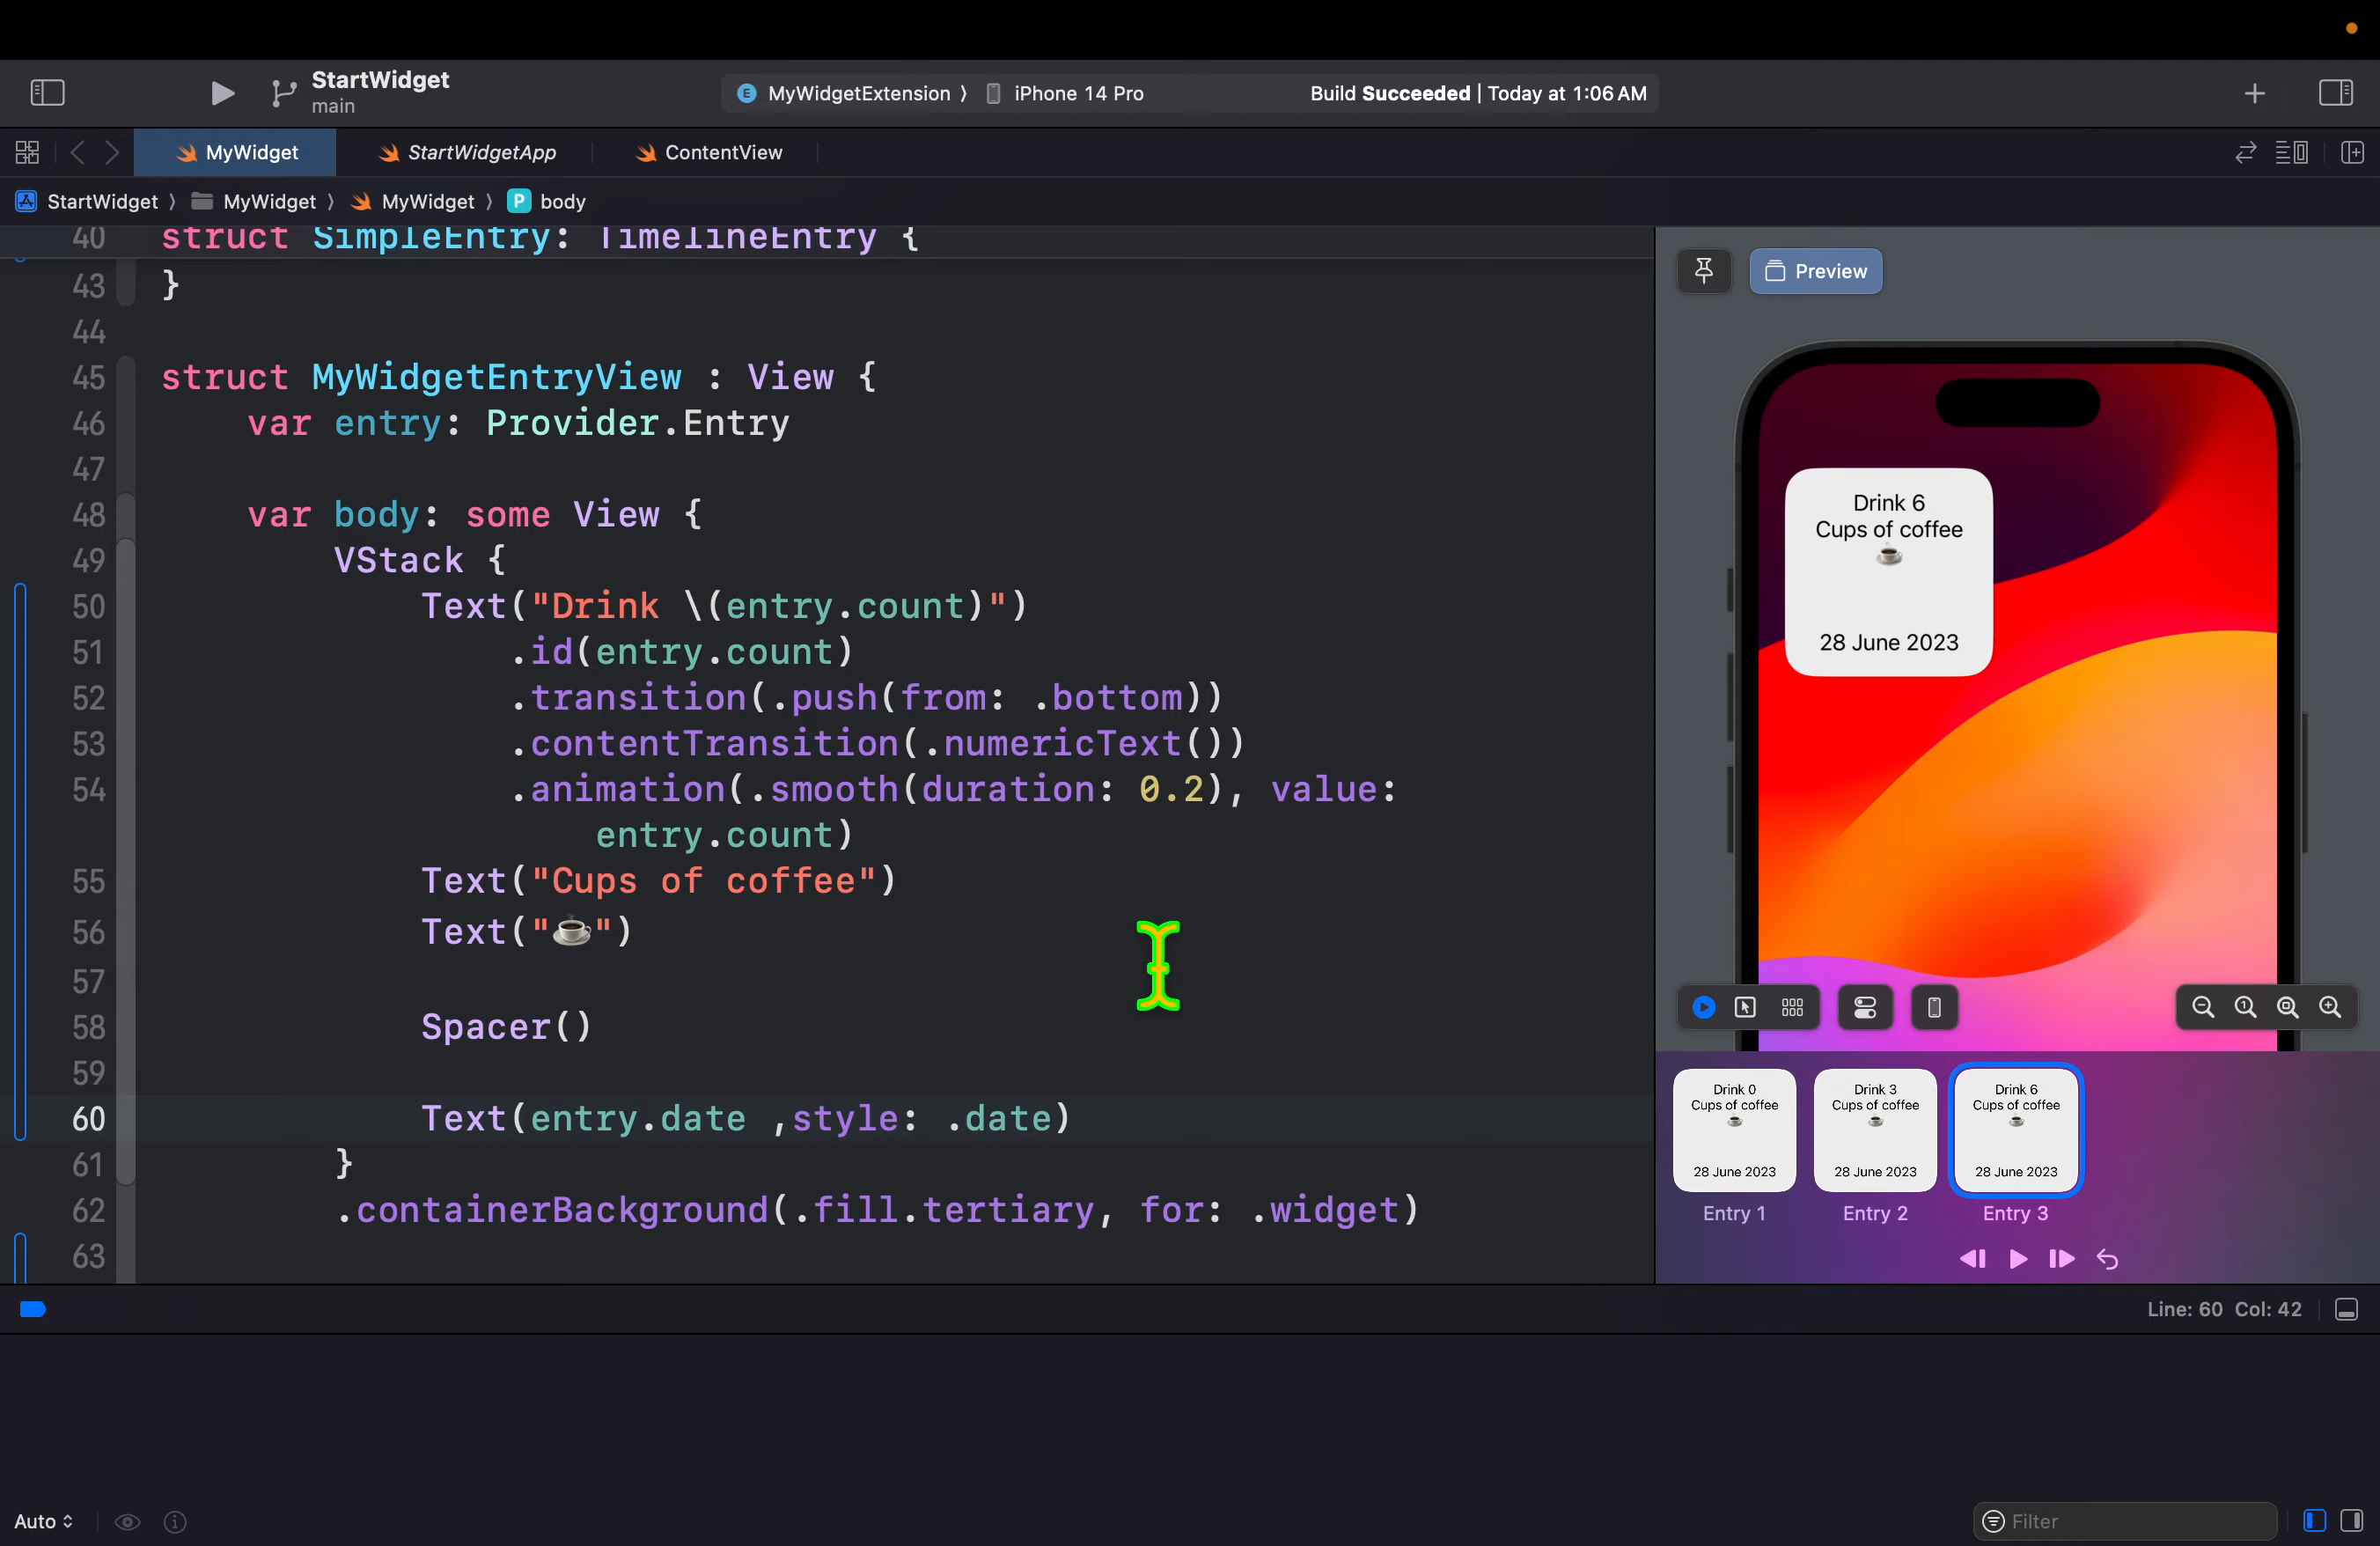 StartWidget
main
E MyWidgetExtension 〉 iPhone 14 Pro
Build Succeeded | Today at 1:06 AM
MyWidget
StartWidgetApp
ContentView
StartWidget 〉 MyWidget 〉 MyWidget 〉 P body
40 struct SimpleEntry: TimelineEntry {
43 }
44
45 struct MyWidgetEntryView : View {
46 var entry: Provider.Entry
47
48 var body: some View {
49 VStack {
50 Text("Drink \(entry.count)")
51 .id(entry.count)
52 .transition(.push(from: .bottom))
53 .contentTransition(.numericText())
54 .animation(.smooth(duration: 0.2), value:
entry.count)
55 Text("Cups of coffee")
56 Text("☕️")
57
58 Spacer()
59
60 Text(entry.date ,style: .date)
61 }
62 .containerBackground(.fill.tertiary, for: .widget)
63
Preview
Drink 6
Cups of coffee
☕️
28 June 2023
1
Drink 0
Cups of coffee
☕️
28 June 2023
Entry 1
Drink 3
Cups of coffee
☕️
28 June 2023
Entry 2
Drink 6
Cups of coffee
☕️
28 June 2023
Entry 3
Line: 60 Col: 42
Auto
Filter